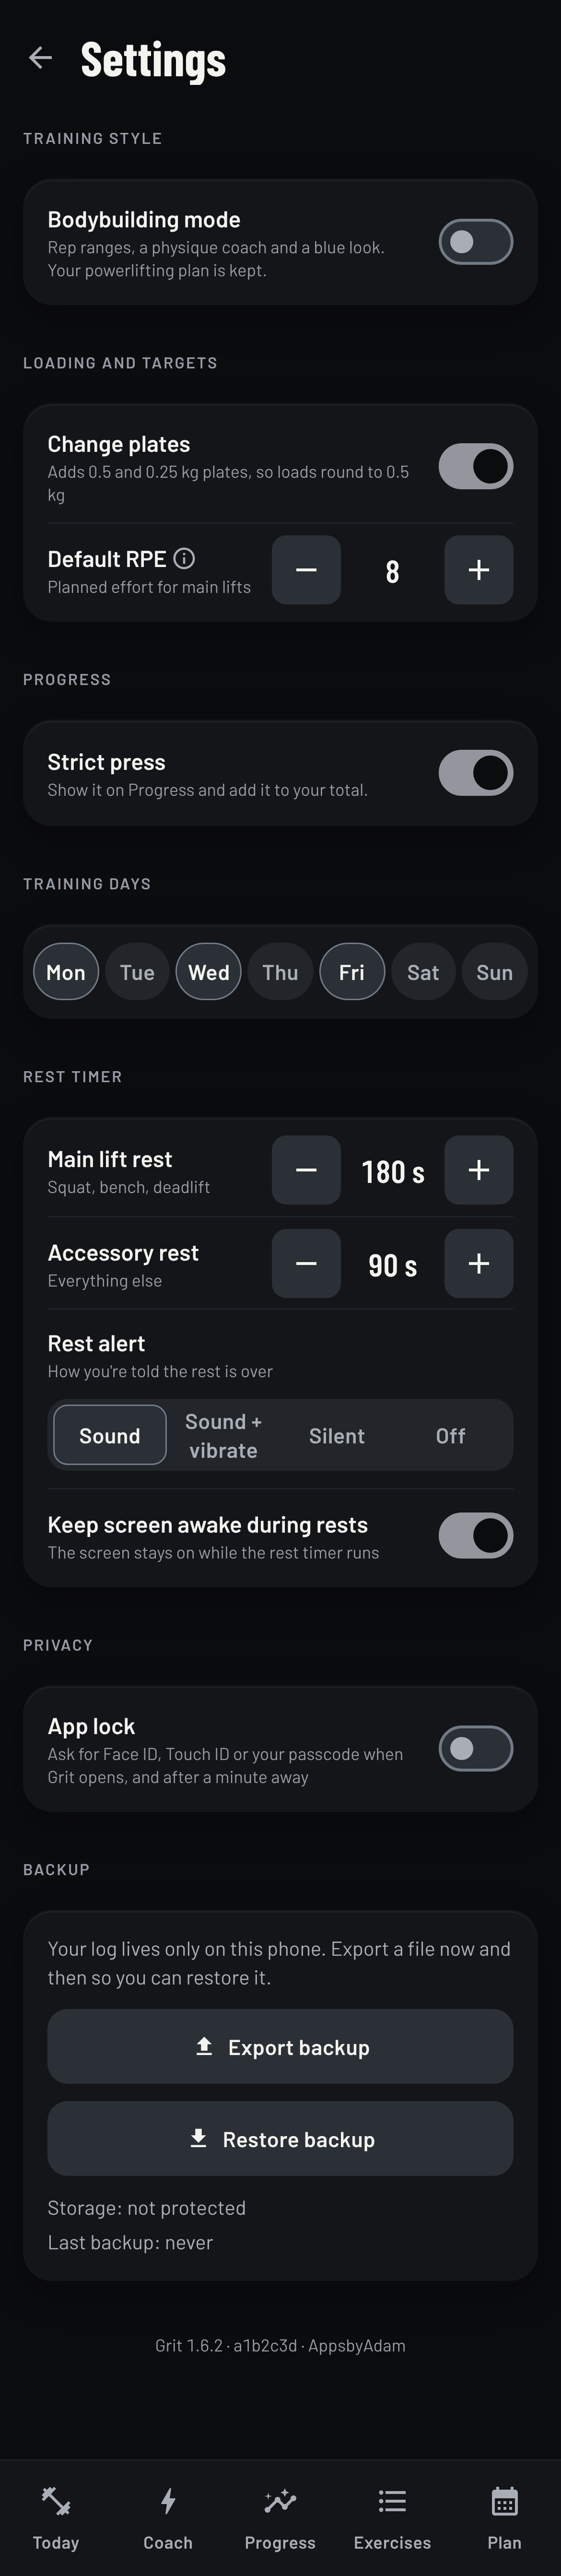 Settings
TRAINING STYLE
Bodybuilding mode
Rep ranges, a physique coach and a blue look.
Your powerlifting plan is kept.
LOADING AND TARGETS
Change plates
Adds 0.5 and 0.25 kg plates, so loads round to 0.5
kg
Default RPE
Planned effort for main lifts
8
PROGRESS
Strict press
Show it on Progress and add it to your total.
TRAINING DAYS
Mon Tue Wed Thu Fri Sat Sun
REST TIMER
Main lift rest
Squat, bench, deadlift
180 s
Accessory rest
Everything else
90 s
Rest alert
How you're told the rest is over
Sound
Sound +
vibrate
Silent
Off
Keep screen awake during rests
The screen stays on while the rest timer runs
PRIVACY
App lock
Ask for Face ID, Touch ID or your passcode when
Grit opens, and after a minute away
BACKUP
Your log lives only on this phone. Export a file now and
then so you can restore it.
Export backup
Restore backup
Storage: not protected
Last backup: never
Grit 1.6.2 · a1b2c3d · AppsbyAdam
Today Coach Progress Exercises Plan